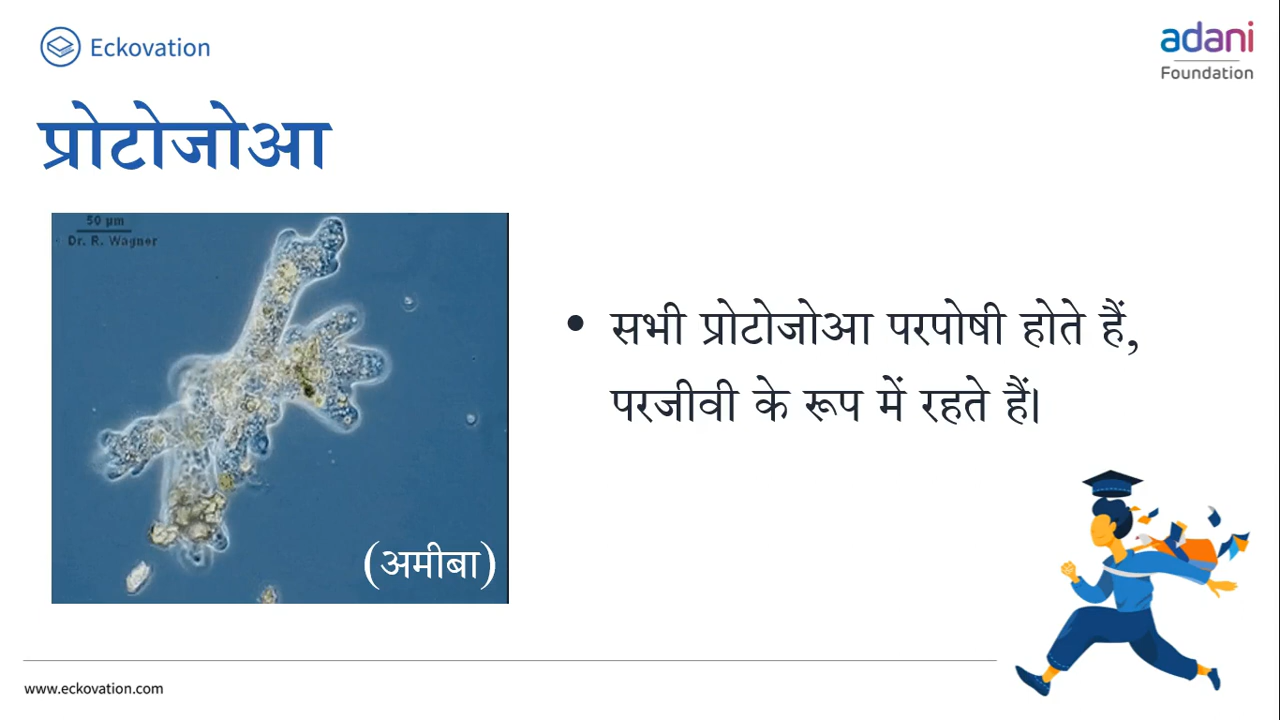 Eckovation
adani
Foundation
प्रोटोजोआ
50 µm
Dr. R. Wagner
• सभी प्रोटोजोआ परपोषी होते हैं,
परजीवी के रूप में रहते हैं।
(अमीबा)
www.eckovation.com